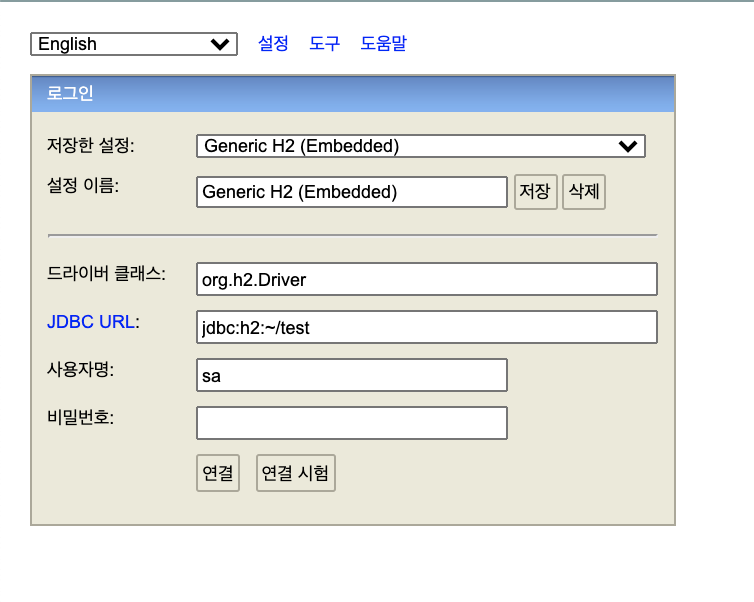 English 설정 도구 도움말
로그인
저장한 설정: Generic H2 (Embedded)
설정 이름: Generic H2 (Embedded) 저장 삭제
드라이버 클래스: org.h2.Driver
JDBC URL: jdbc:h2:~/test
사용자명: sa
비밀번호:
연결 연결 시험